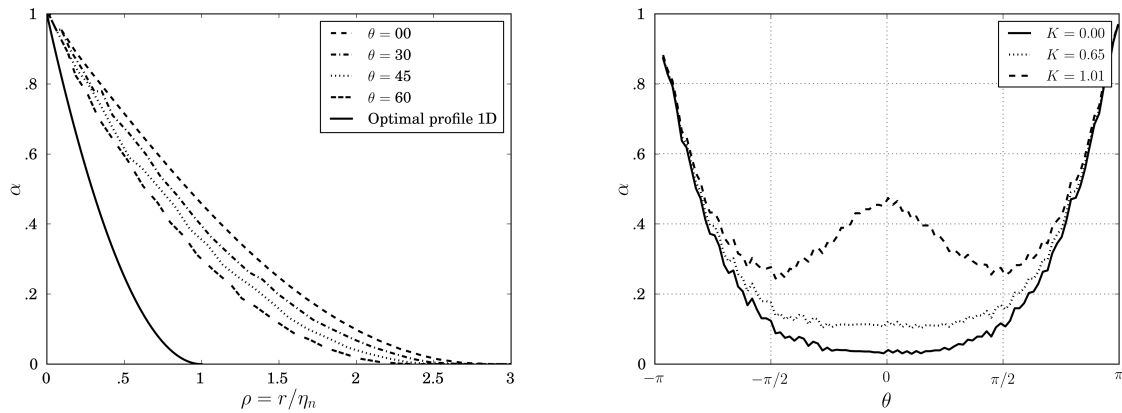 1
.8
.6
.4
.2
0
α
0 .5 1 1.5 2 2.5 3
ρ = r/ηₙ
θ = 00
θ = 30
θ = 45
θ = 60
Optimal profile 1D
1
.8
.6
.4
.2
0
α
−π −π/2 0 π/2 π
θ
K = 0.00
K = 0.65
K = 1.01